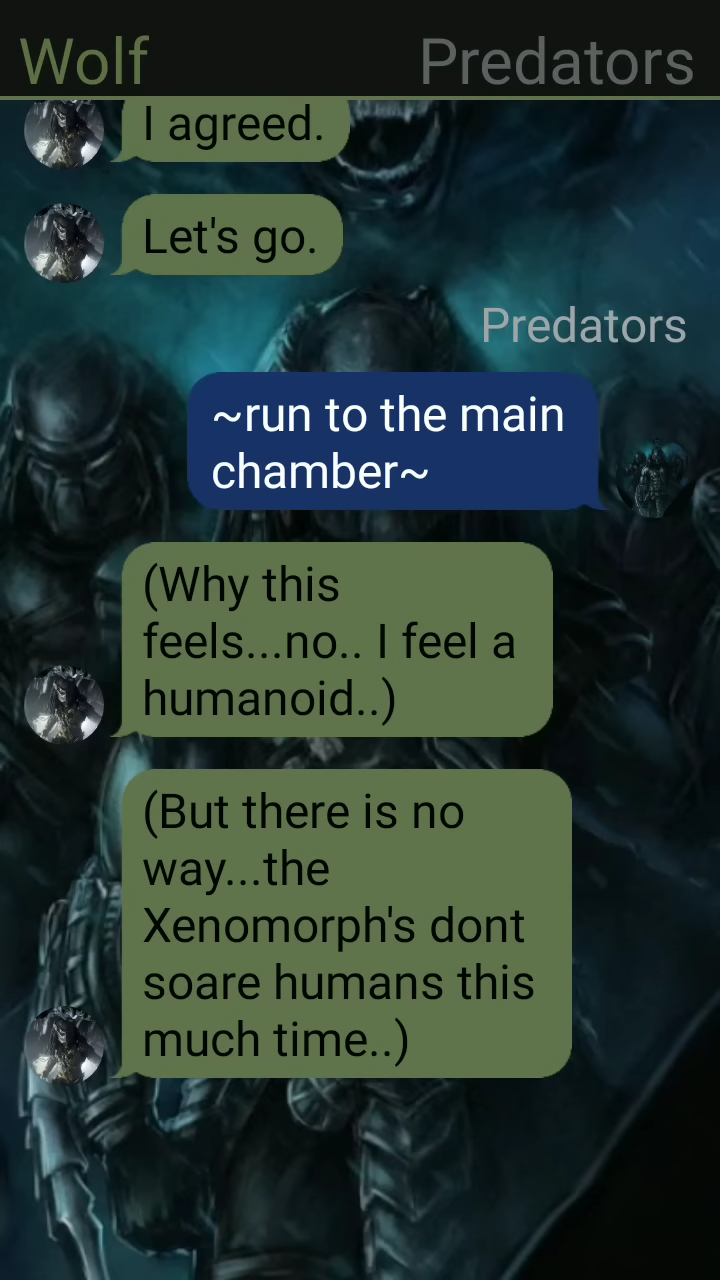 Wolf
Predators
I agreed.
Let's go.
Predators
~run to the main
chamber~
(Why this
feels...no.. I feel a
humanoid..)
(But there is no
way...the
Xenomorph's dont
soare humans this
much time..)